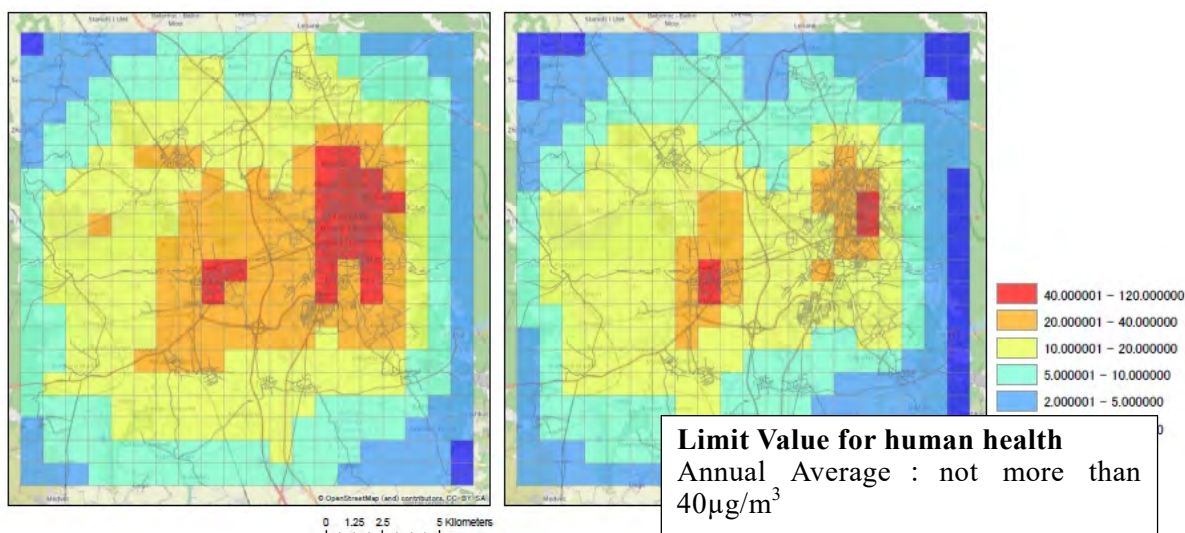 © OpenStreetMap (and) contributors, CC-BY-SA
0 1.25 2.5 5 Kilometers
40.000001 - 120.000000
20.000001 - 40.000000
10.000001 - 20.000000
5.000001 - 10.000000
2.000001 - 5.000000
0
Limit Value for human health
Annual Average : not more than
40µg/m³